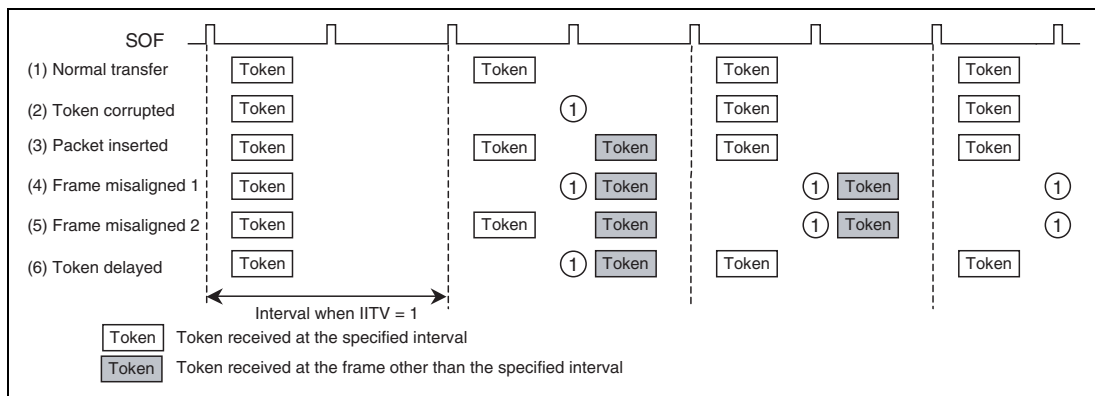 SOF
(1) Normal transfer Token Token Token Token
(2) Token corrupted Token 1 Token Token
(3) Packet inserted Token Token Token Token Token
(4) Frame misaligned 1 Token 1 Token 1 Token 1
(5) Frame misaligned 2 Token Token Token 1 Token 1
(6) Token delayed Token 1 Token Token Token
Interval when IITV = 1
Token Token received at the specified interval
Token Token received at the frame other than the specified interval